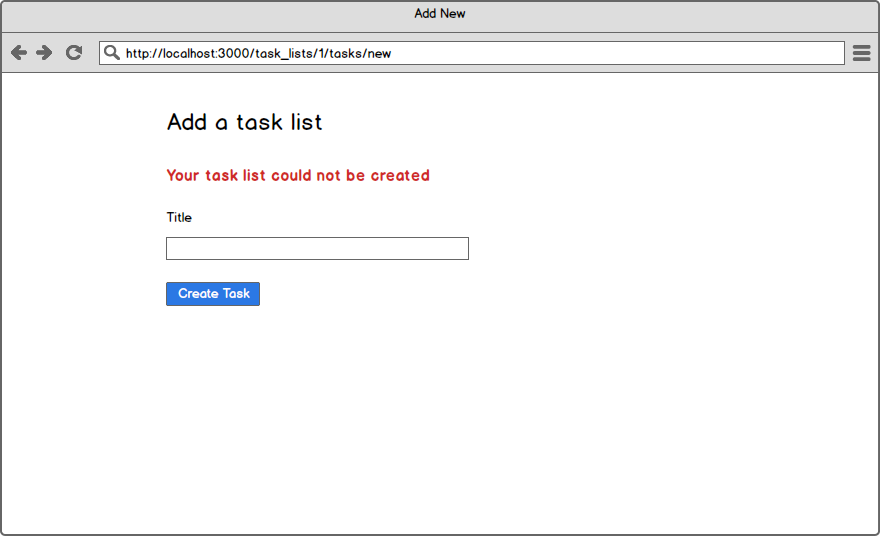 Add New
http://localhost:3000/task_lists/1/tasks/new
Add a task list
Your task list could not be created
Title
Create Task